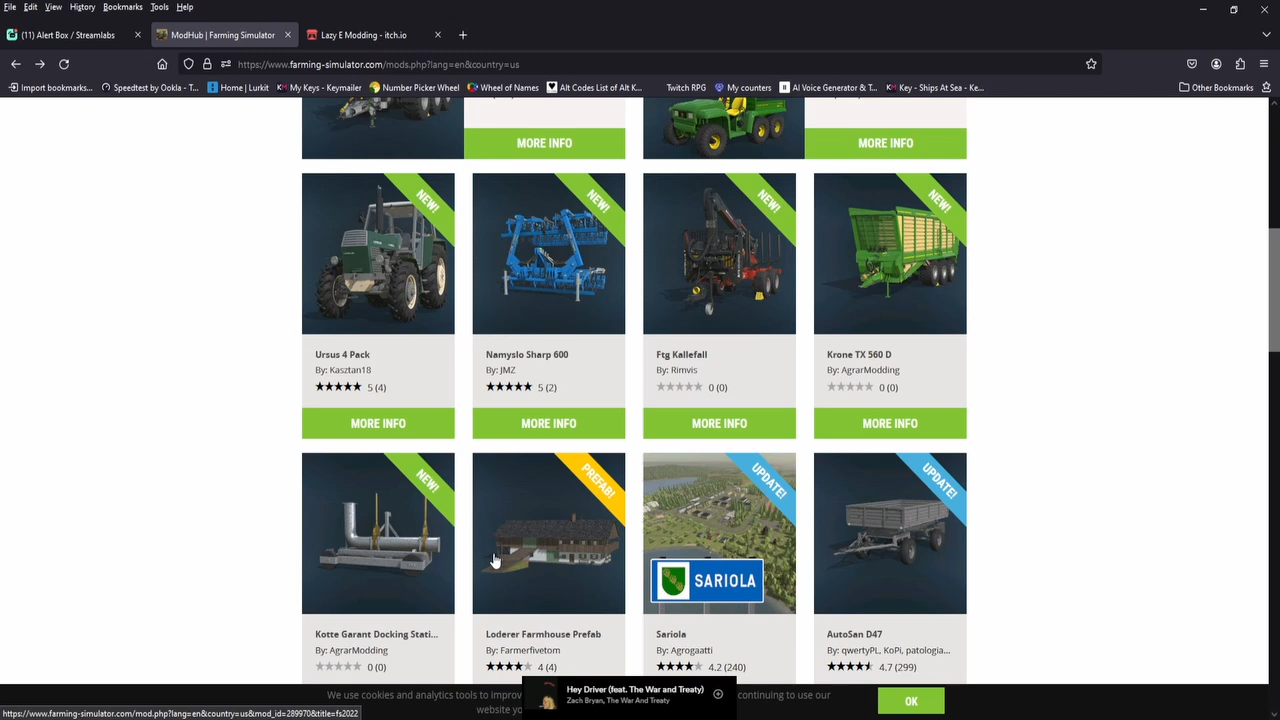 File Edit View History Bookmarks Tools Help
(11) Alert Box / Streamlabs
ModHub | Farming Simulator
Lazy E Modding - itch.io
https://www.farming-simulator.com/mods.php?lang=en&country=us
Import bookmarks...
Speedtest by Ookla - T...
Home | Lurkit
My Keys - Keymailer
Number Picker Wheel
Wheel of Names
Alt Codes List of Alt K...
Twitch RPG
My counters
AI Voice Generator & T...
Key - Ships At Sea - Ke...
Other Bookmarks
MORE INFO
MORE INFO
NEW!
NEW!
NEW!
NEW!
Ursus 4 Pack
By: Kasztan18
5 (4)
MORE INFO
Namyslo Sharp 600
By: JMZ
5 (2)
MORE INFO
Ftg Kallefall
By: Rimvis
0 (0)
MORE INFO
Krone TX 560 D
By: AgrarModding
0 (0)
MORE INFO
NEW!
PREFAB!
UPDATE!
UPDATE!
SARIOLA
Kotte Garant Docking Stati...
By: AgrarModding
0 (0)
Loderer Farmhouse Prefab
By: Farmerfivetom
4 (4)
Sariola
By: Agrogaatti
4.2 (240)
AutoSan D47
By: qwertyPL, KoPi, patologia...
4.7 (299)
We use cookies and analytics tools to improv
continuing to use our
website yo
OK
Hey Driver (feat. The War and Treaty)
Zach Bryan, The War And Treaty
https://www.farming-simulator.com/mod.php?lang=en&country=us&mod_id=289970&title=fs2022